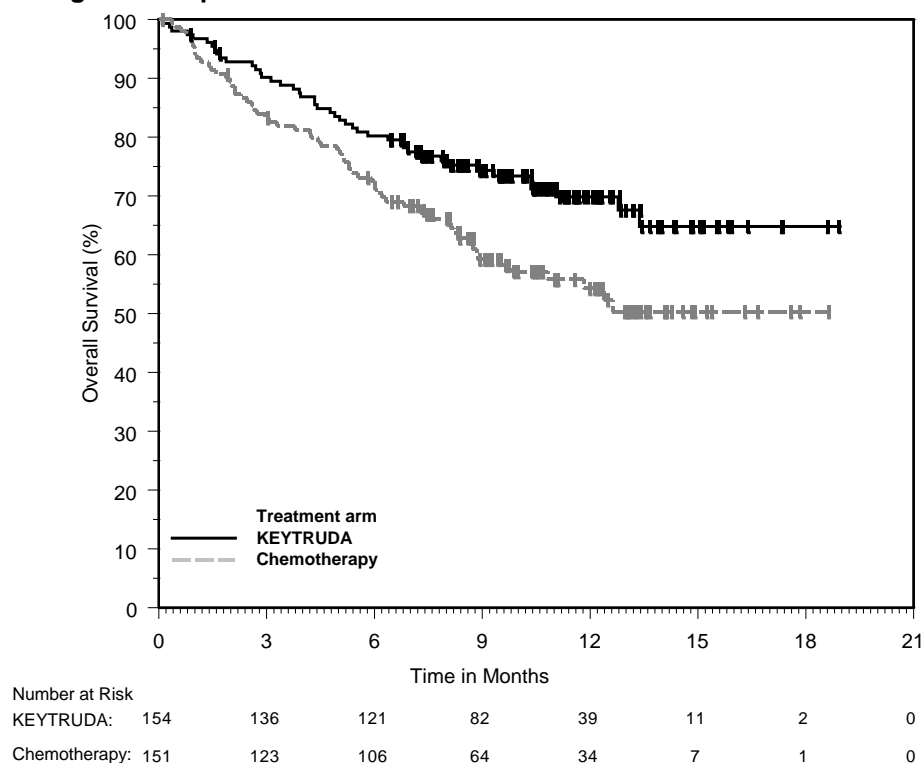 100
90
80
70
60
50
40
30
20
10
0
Overall Survival (%)
Treatment arm
KEYTRUDA
Chemotherapy
0 3 6 9 12 15 18 21
Time in Months
Number at Risk
KEYTRUDA: 154 136 121 82 39 11 2 0
Chemotherapy: 151 123 106 64 34 7 1 0